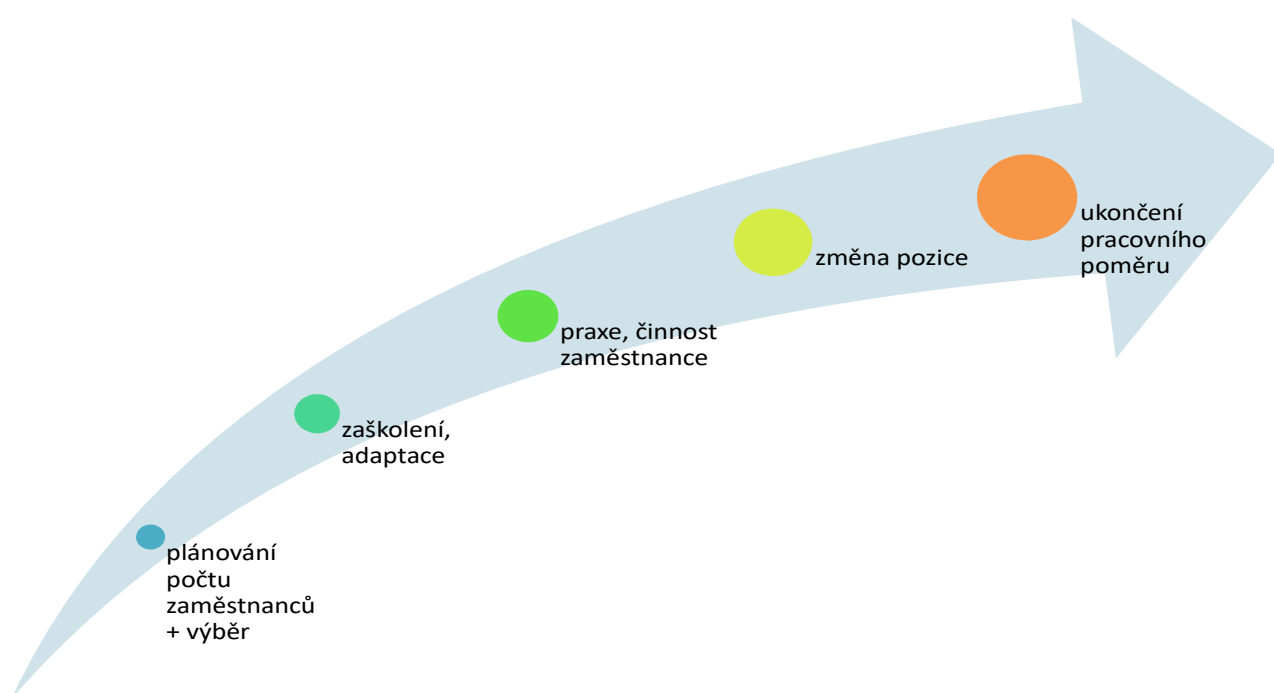 plánování
počtu
zaměstnanců
+ výběr
zaškolení,
adaptace
praxe, činnost
zaměstnance
změna pozice
ukončení
pracovního
poměru